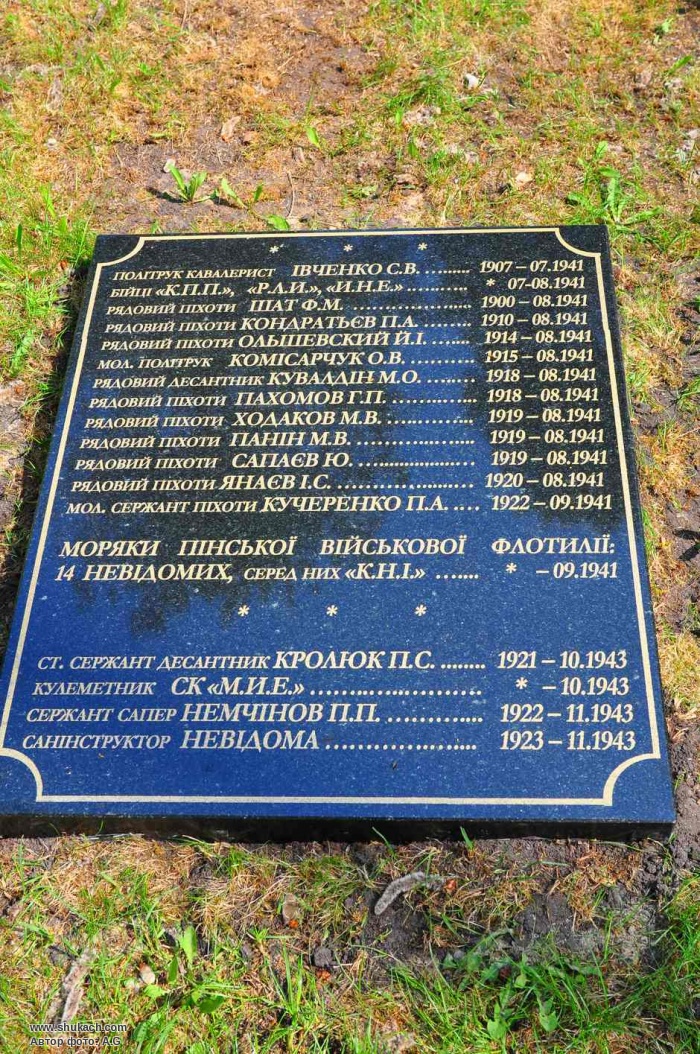 * * *
ПОЛІТРУК КАВАЛЕРИСТ ІВЧЕНКО С.В. ........ 1907 – 07.1941
БІЙЦІ «К.П.П.», «Р.Л.И», «И.Н.Е.» ........... * 07-08.1941
РЯДОВИЙ ПІХОТИ ШАТ Ф.М. ..................... 1900 – 08.1941
РЯДОВИЙ ПІХОТИ КОНДРАТЬЄВ П.А. ......... 1910 – 08.1941
РЯДОВИЙ ПІХОТИ ОЛЬШЕВСКИЙ Й.І. ....... 1914 – 08.1941
МОЛ. ПОЛІТРУК КОМІСАРЧУК О.В. ........... 1915 – 08.1941
РЯДОВИЙ ДЕСАНТНИК КУВАЛДІН М.О. ........ 1918 – 08.1941
РЯДОВИЙ ПІХОТИ ПАХОМОВ Г.П. ............... 1918 – 08.1941
РЯДОВИЙ ПІХОТИ ХОДАКОВ М.В. ............... 1919 – 08.1941
РЯДОВИЙ ПІХОТИ ПАНІН М.В. ................... 1919 – 08.1941
РЯДОВИЙ ПІХОТИ САПАЄВ Ю. ................... 1919 – 08.1941
РЯДОВИЙ ПІХОТИ ЯНАЄВ І.С. ..................... 1920 – 08.1941
МОЛ. СЕРЖАНТ ПІХОТИ КУЧЕРЕНКО П.А. .... 1922 – 09.1941
МОРЯКИ ПІНСЬКОЇ ВІЙСЬКОВОЇ ФЛОТИЛІЇ:
14 НЕВІДОМИХ, СЕРЕД НИХ «К.Н.І.» ....... * – 09.1941
* * *
СТ. СЕРЖАНТ ДЕСАНТНИК КРОЛЮК П.С. ........ 1921 – 10.1943
КУЛЕМЕТНИК СК «М.И.Е.» .......................... * – 10.1943
СЕРЖАНТ САПЕР НЕМЧІНОВ П.П. ............... 1922 – 11.1943
САНІНСТРУКТОР НЕВІДОМА ....................... 1923 – 11.1943
www.shukach.com
Автор фото: A.G